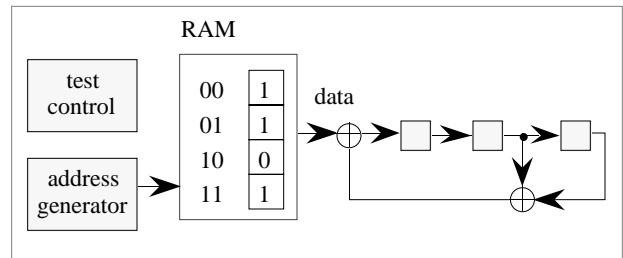 RAM
test
control
address
generator
00 1
01 1
10 0
11 1
data